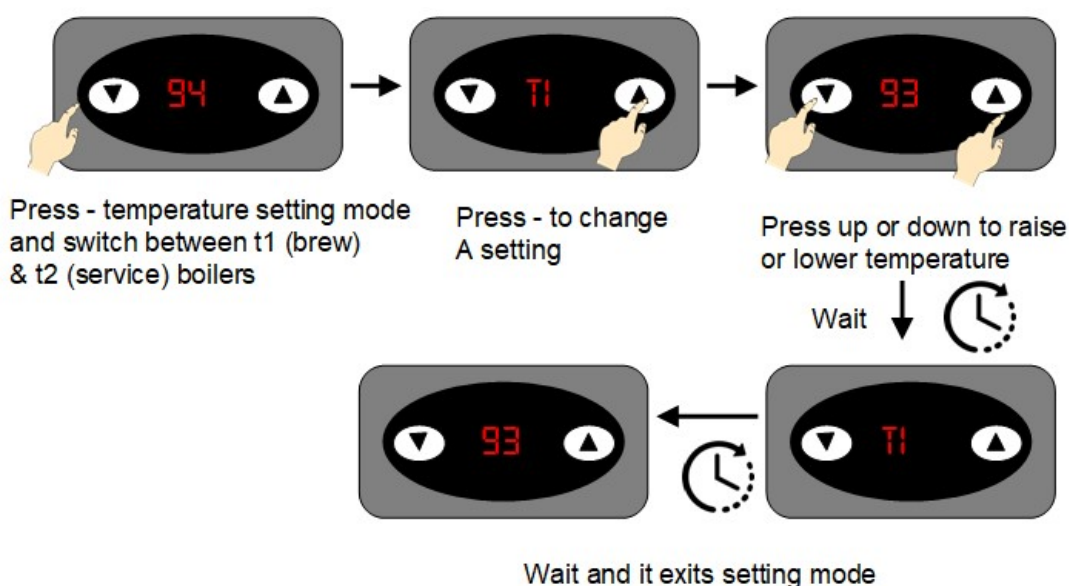 94
T1
93
Press - temperature setting mode
and switch between t1 (brew)
& t2 (service) boilers
Press - to change
A setting
Press up or down to raise
or lower temperature
Wait
T1
93
Wait and it exits setting mode